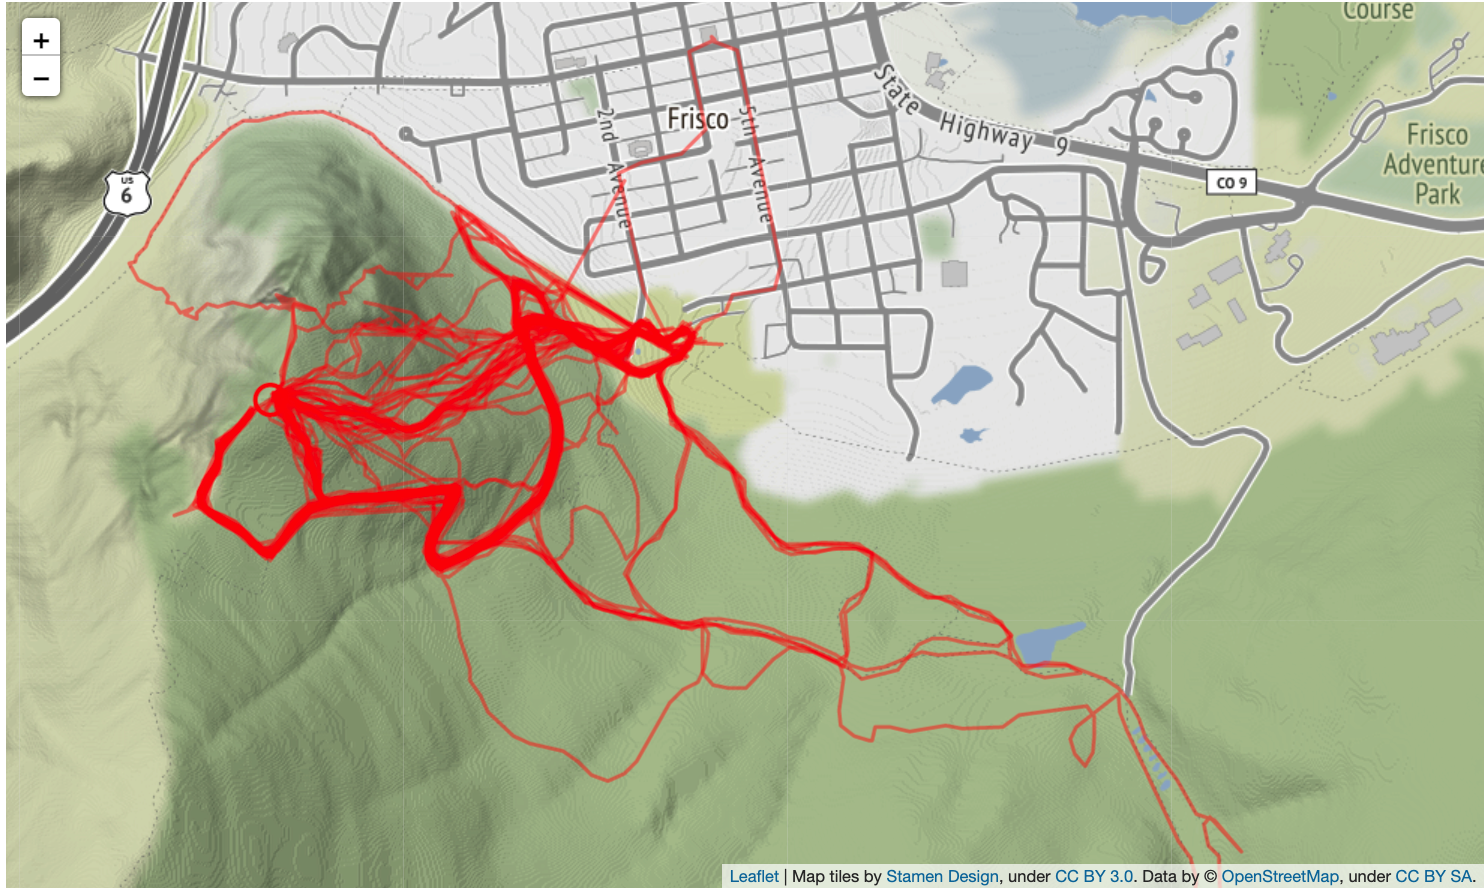 +
−
Course
State Highway 9
2nd Avenue
Frisco
5th Avenue
Frisco
Adventure
Park
US
6
CO 9
Leaflet | Map tiles by Stamen Design, under CC BY 3.0. Data by © OpenStreetMap, under CC BY SA.